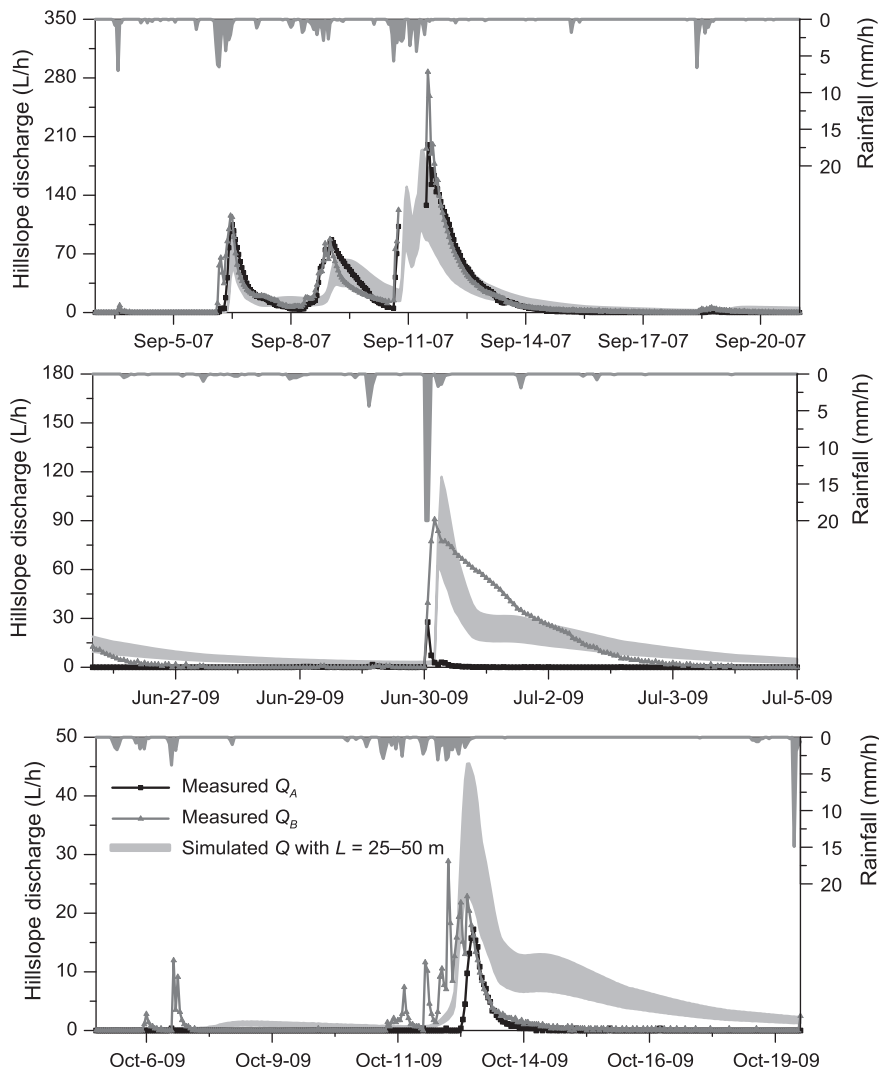 Hillslope discharge (L/h)
350
280
210
140
70
0
Rainfall (mm/h)
0
5
10
15
20
Sep-5-07
Sep-8-07
Sep-11-07
Sep-14-07
Sep-17-07
Sep-20-07
Hillslope discharge (L/h)
180
150
120
90
60
30
0
Rainfall (mm/h)
0
5
10
15
20
Jun-27-09
Jun-29-09
Jun-30-09
Jul-2-09
Jul-3-09
Jul-5-09
Hillslope discharge (L/h)
50
40
30
20
10
0
Rainfall (mm/h)
0
5
10
15
20
Measured Q_A
Measured Q_B
Simulated Q with L = 25–50 m
Oct-6-09
Oct-9-09
Oct-11-09
Oct-14-09
Oct-16-09
Oct-19-09